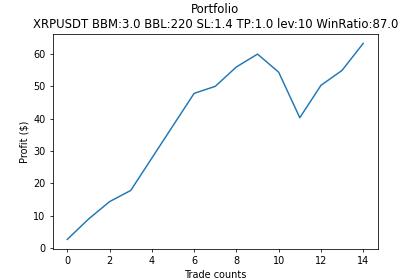 Portfolio
XRPUSDT BBM:3.0 BBL:220 SL:1.4 TP:1.0 lev:10 WinRatio:87.0
60
50
40
30
20
10
0
Profit ($)
0 2 4 6 8 10 12 14
Trade counts